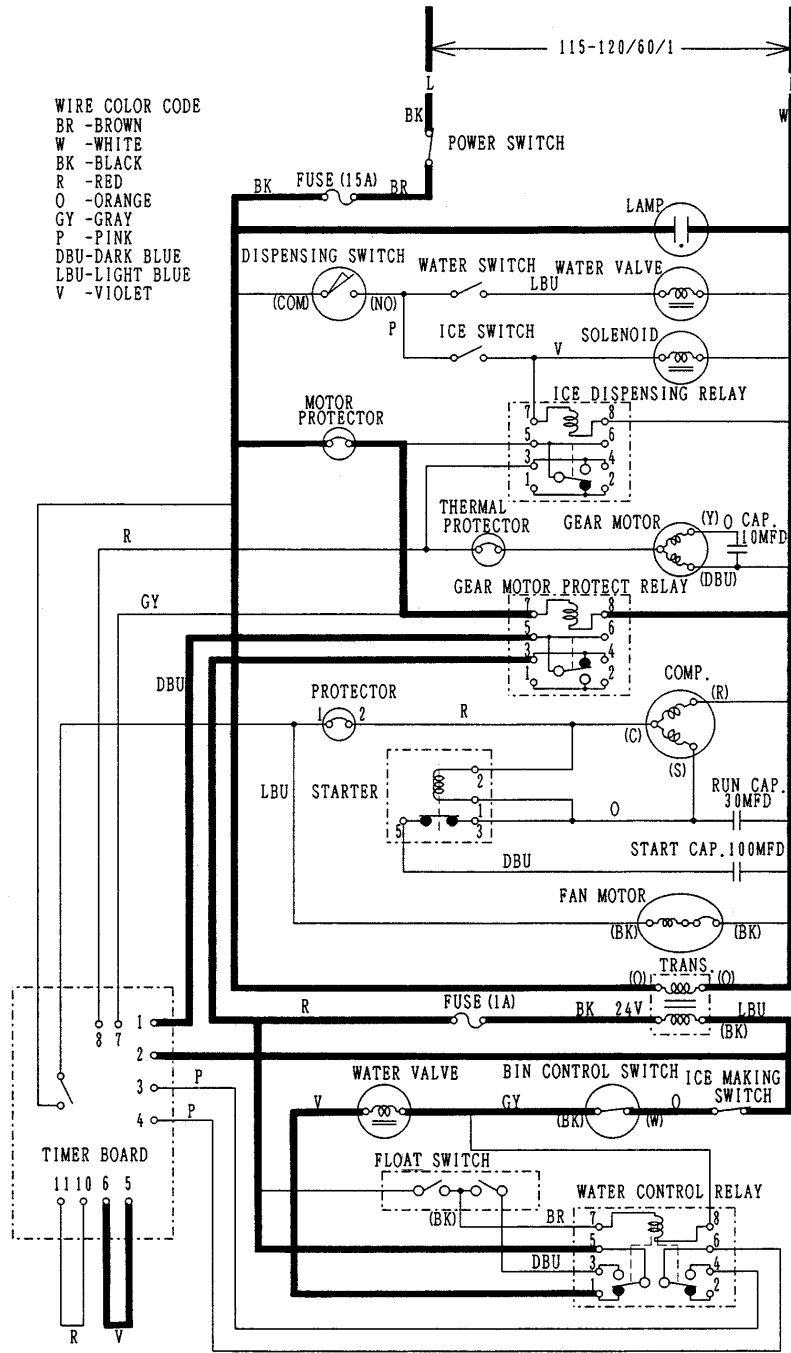 115-120/60/1
L
BK
W
WIRE COLOR CODE
BR -BROWN
W -WHITE
BK -BLACK
R -RED
O -ORANGE
GY -GRAY
P -PINK
DBU-DARK BLUE
LBU-LIGHT BLUE
V -VIOLET
POWER SWITCH
BK
FUSE (15A)
BR
LAMP
DISPENSING SWITCH
WATER SWITCH
LBU
WATER VALVE
(COM)
(NO)
P
ICE SWITCH
V
SOLENOID
ICE DISPENSING RELAY
7
8
5
6
3
4
1
2
MOTOR
PROTECTOR
R
THERMAL
PROTECTOR
GEAR MOTOR
(Y)
O
CAP.
10MFD
(DBU)
GY
GEAR MOTOR PROTECT RELAY
7
8
5
6
3
4
1
2
DBU
PROTECTOR
1
2
R
COMP.
(R)
(C)
(S)
LBU
STARTER
2
1
5
3
O
RUN CAP.
30MFD
DBU
START CAP.100MFD
FAN MOTOR
(BK)
(BK)
TRANS.
(O)
(O)
R
FUSE (1A)
BK
24V
LBU
(BK)
8
7
1
2
3
P
4
P
TIMER BOARD
11
10
6
5
R
V
WATER VALVE
BIN CONTROL SWITCH
ICE MAKING
SWITCH
V
GY
(BK)
(W)
O
FLOAT SWITCH
(BK)
WATER CONTROL RELAY
BR
7
8
5
6
DBU
3
4
1
2